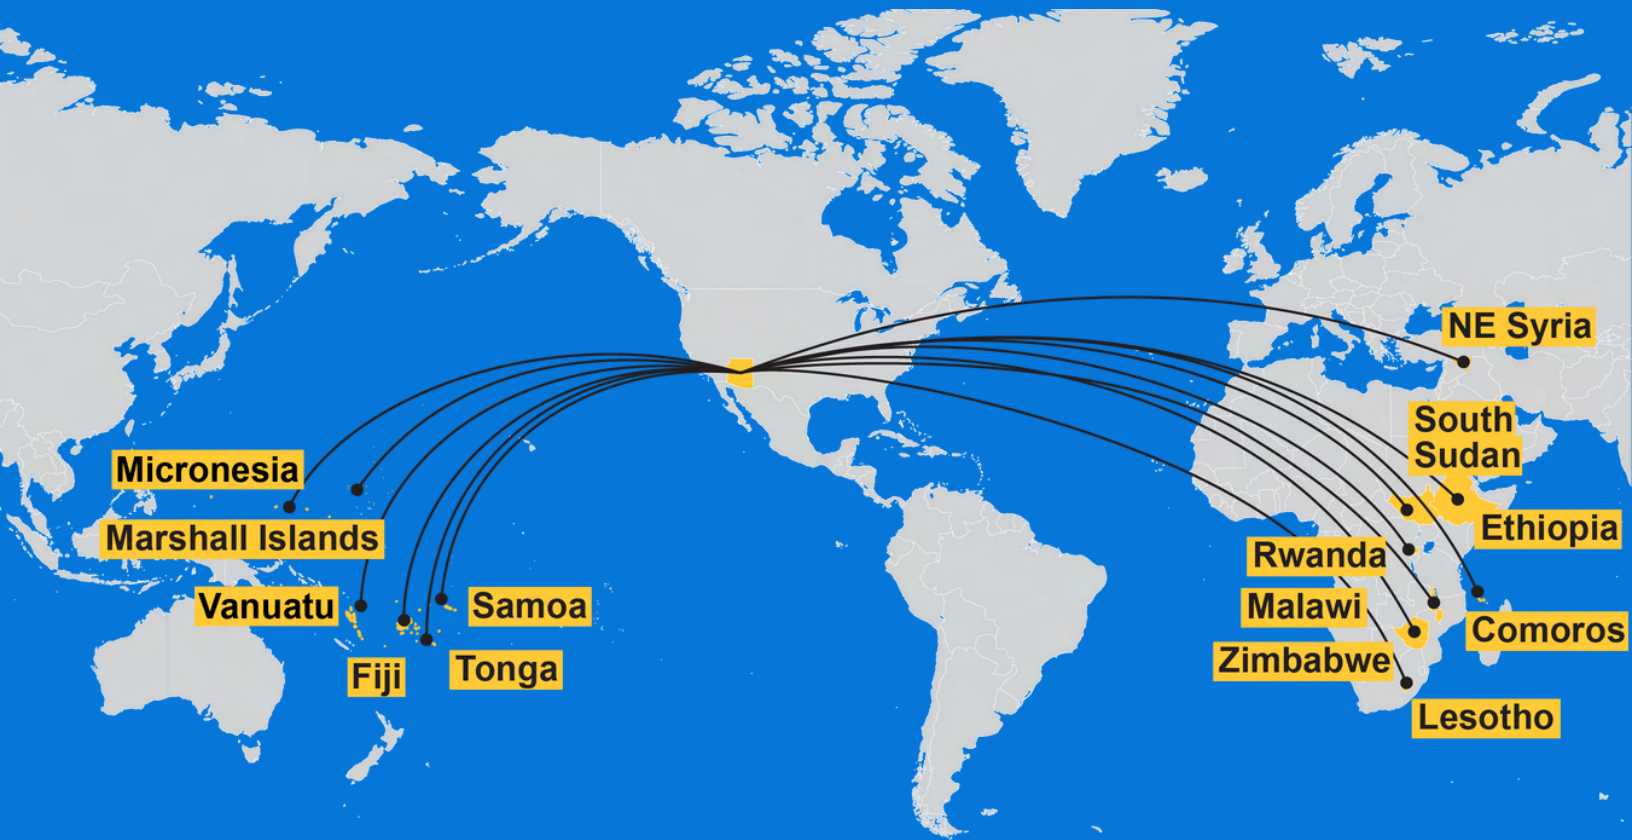 NE Syria
South
Sudan
Micronesia
Marshall Islands
Ethiopia
Rwanda
Vanuatu
Samoa
Malawi
Comoros
Fiji
Tonga
Zimbabwe
Lesotho